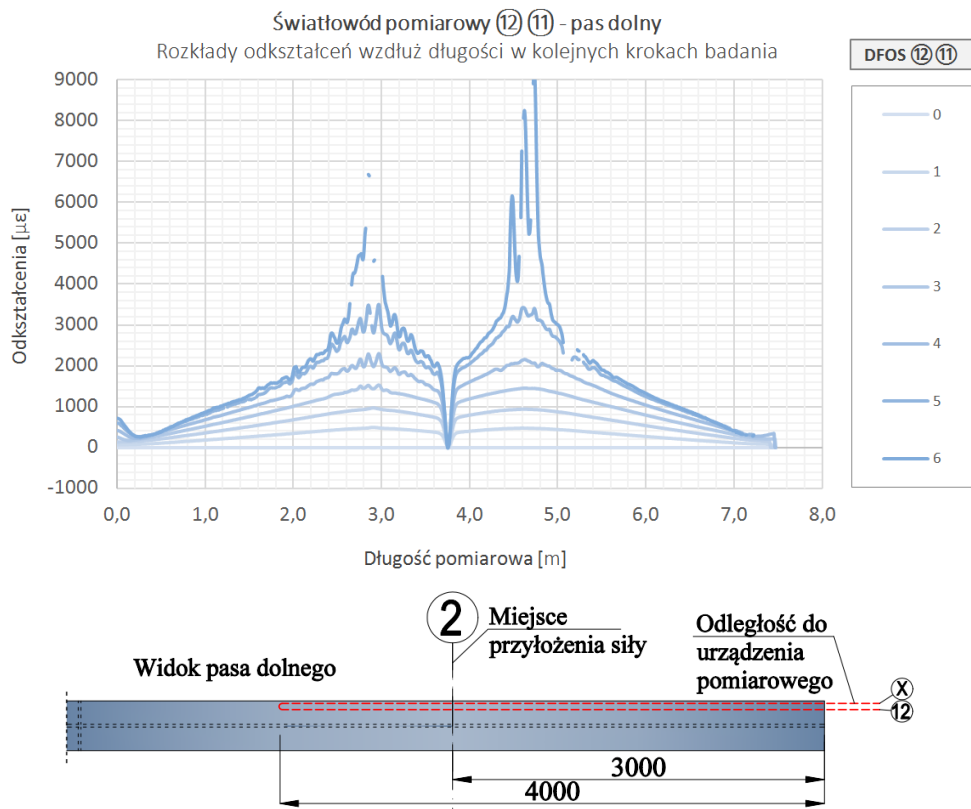 Światłowód pomiarowy ⑫ ⑪ - pas dolny
Rozkłady odkształceń wzdłuż długości w kolejnych krokach badania
DFOS ⑫⑪
9000
8000
7000
6000
5000
4000
3000
2000
1000
0
-1000
Odkształcenia [µε]
0,0 1,0 2,0 3,0 4,0 5,0 6,0 7,0 8,0
Długość pomiarowa [m]
0
1
2
3
4
5
6
2
Miejsce
przyłożenia siły
Odległość do
urządzenia
pomiarowego
Widok pasa dolnego
X
12
3000
4000